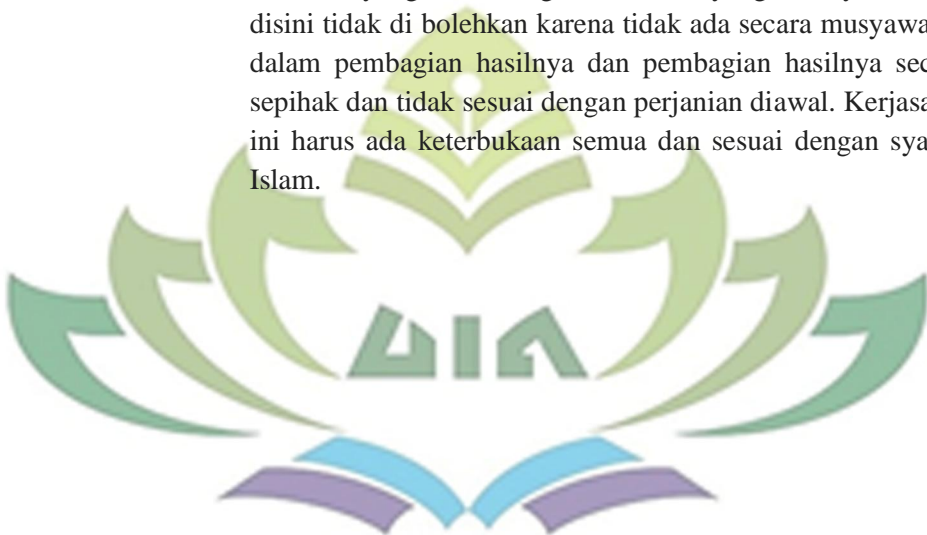 disini tidak di bolehkan karena tidak ada secara musyawa
dalam pembagian hasilnya dan pembagian hasilnya sec
sepihak dan tidak sesuai dengan perjanian diawal. Kerjasa
ini harus ada keterbukaan semua dan sesuai dengan sya
Islam.
UIN